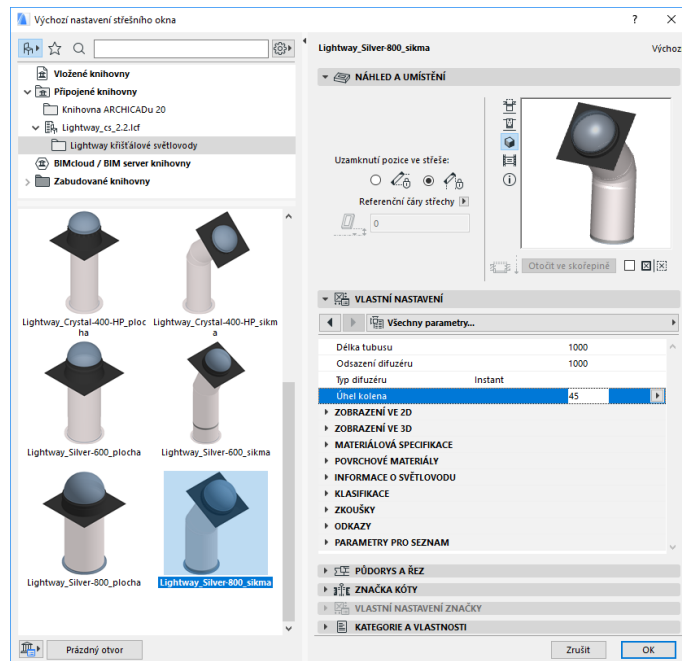 Výchozí nastavení střešního okna
Vložené knihovny
Připojené knihovny
Knihovna ARCHICADu 20
Lightway_cs_2.2.lcf
Lightway křišťálové světlovody
BIMcloud / BIM server knihovny
Zabudované knihovny
Lightway_Crystal-400-HP_ploc
ha
Lightway_Crystal-400-HP_sikm
a
Lightway_Silver-600_plocha
Lightway_Silver-600_sikma
Lightway_Silver-800_plocha
Lightway_Silver-800_sikma
Prázdný otvor
Lightway_Silver-800_sikma
Výchoz
NÁHLED A UMÍSTĚNÍ
Uzamknutí pozice ve střeše:
Referenční čáry střechy
0
Otočit ve skořepině
VLASTNÍ NASTAVENÍ
Všechny parametry...
Délka tubusu 1000
Odsazení difuzéru 1000
Typ difuzéru Instant
Úhel kolena 45
ZOBRAZENÍ VE 2D
ZOBRAZENÍ VE 3D
MATERIÁLOVÁ SPECIFIKACE
POVRCHOVÉ MATERIÁLY
INFORMACE O SVĚTLOVODU
KLASIFIKACE
ZKOUŠKY
ODKAZY
PARAMETRY PRO SEZNAM
PŮDORYS A ŘEZ
ZNAČKA KÓTY
VLASTNÍ NASTAVENÍ ZNAČKY
KATEGORIE A VLASTNOSTI
Zrušit
OK